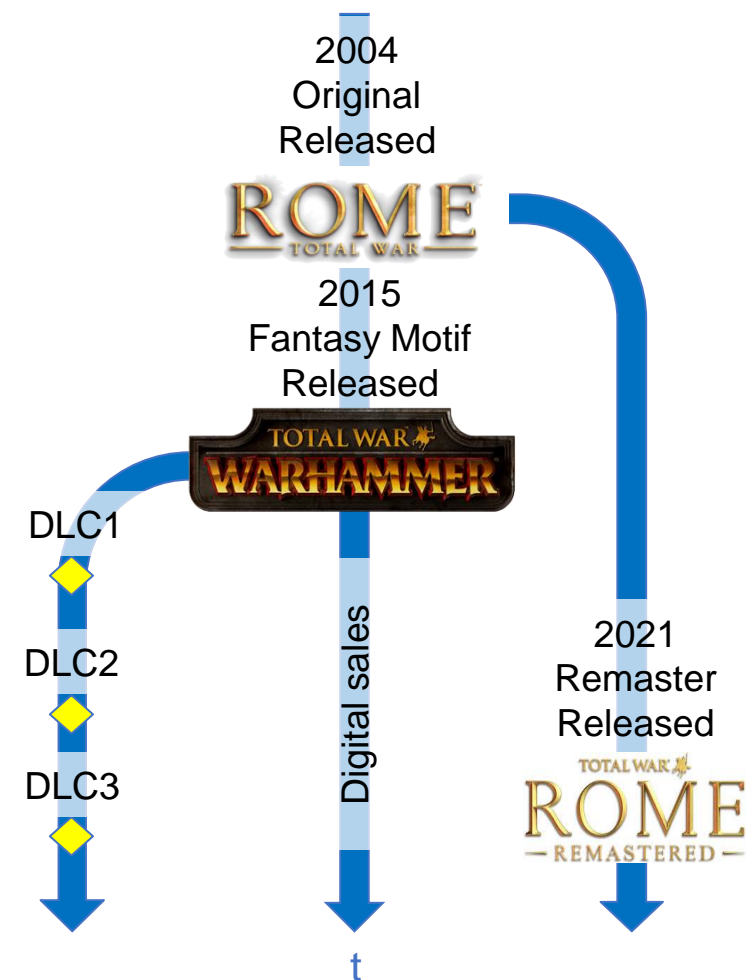 2004
Original
Released
ROME
TOTAL WAR
2015
Fantasy Motif
Released
TOTAL WAR
WARHAMMER
DLC1
DLC2
DLC3
Digital sales
2021
Remaster
Released
TOTAL WAR
ROME
REMASTERED
t